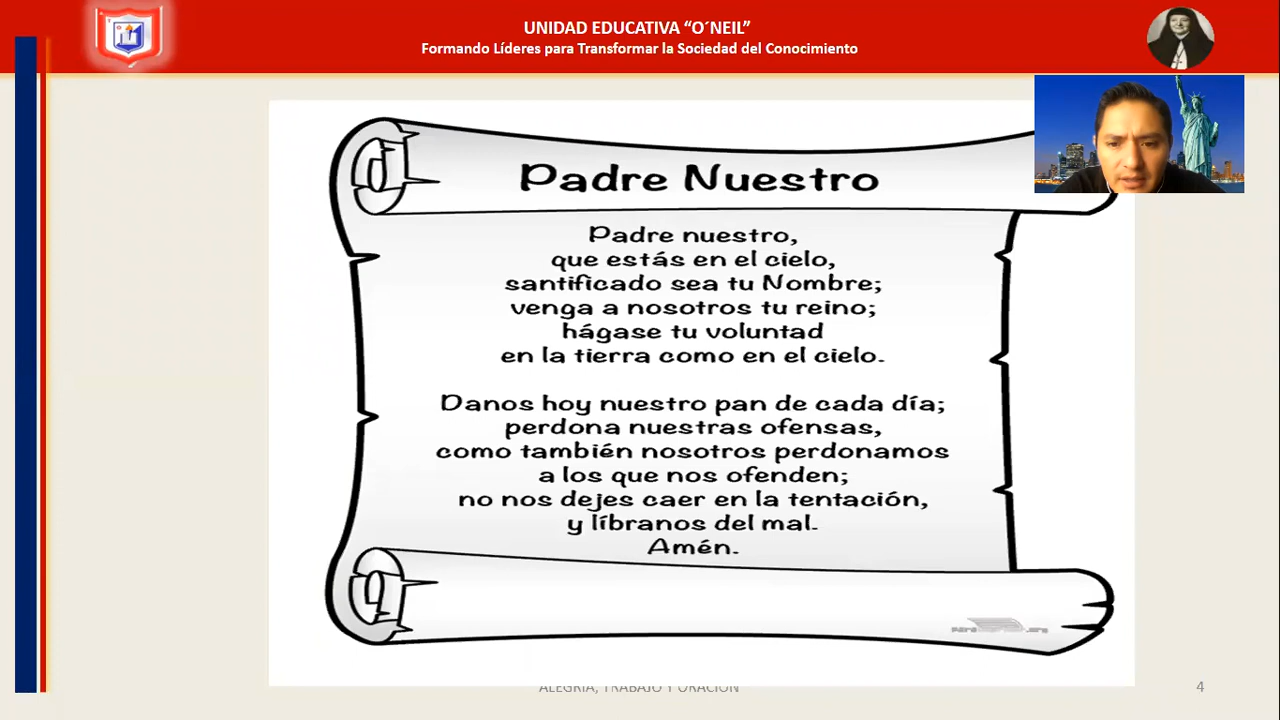 UNIDAD EDUCATIVA “O´NEIL”
Formando Líderes para Transformar la Sociedad del Conocimiento
Padre Nuestro
Padre nuestro,
que estás en el cielo,
santificado sea tu Nombre;
venga a nosotros tu reino;
hágase tu voluntad
en la tierra como en el cielo.
Danos hoy nuestro pan de cada día;
perdona nuestras ofensas,
como también nosotros perdonamos
a los que nos ofenden;
no nos dejes caer en la tentación,
y líbranos del mal.
Amén.
ALEGRÍA, TRABAJO Y ORACIÓN
4